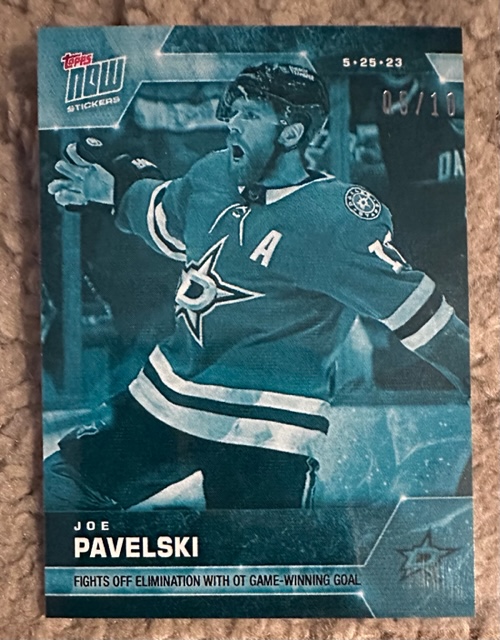 Topps
NOW
STICKERS
5•25•23
05/10
A
D
JOE
PAVELSKI
FIGHTS OFF ELIMINATION WITH OT GAME-WINNING GOAL